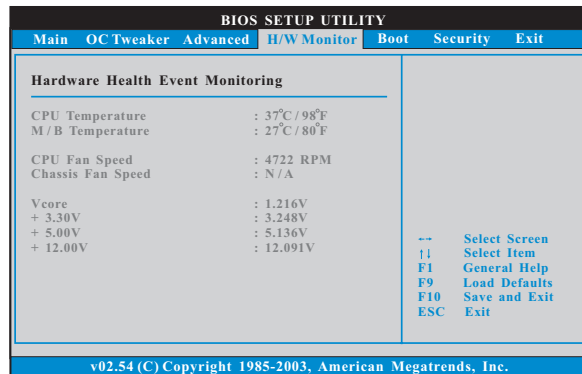 BIOS SETUP UTILITY
Main OC Tweaker Advanced H/W Monitor Boot Security Exit
Hardware Health Event Monitoring
CPU Temperature : 37°C / 98°F
M / B Temperature : 27°C / 80°F
CPU Fan Speed : 4722 RPM
Chassis Fan Speed : N / A
Vcore : 1.216V
+ 3.30V : 3.248V
+ 5.00V : 5.136V
+ 12.00V : 12.091V
←→ Select Screen
↑↓ Select Item
F1 General Help
F9 Load Defaults
F10 Save and Exit
ESC Exit
v02.54 (C) Copyright 1985-2003, American Megatrends, Inc.